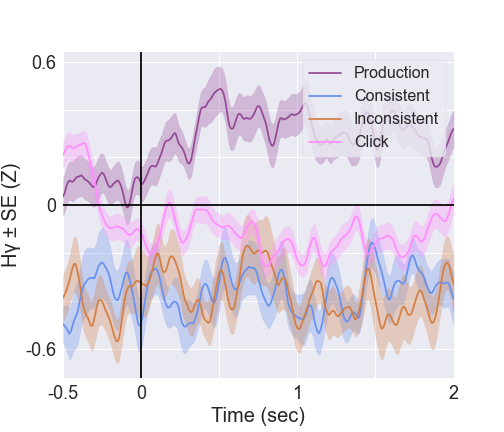 Hγ ± SE (Z)
0.6
0
-0.6
Production
Consistent
Inconsistent
Click
-0.5
0
1
2
Time (sec)